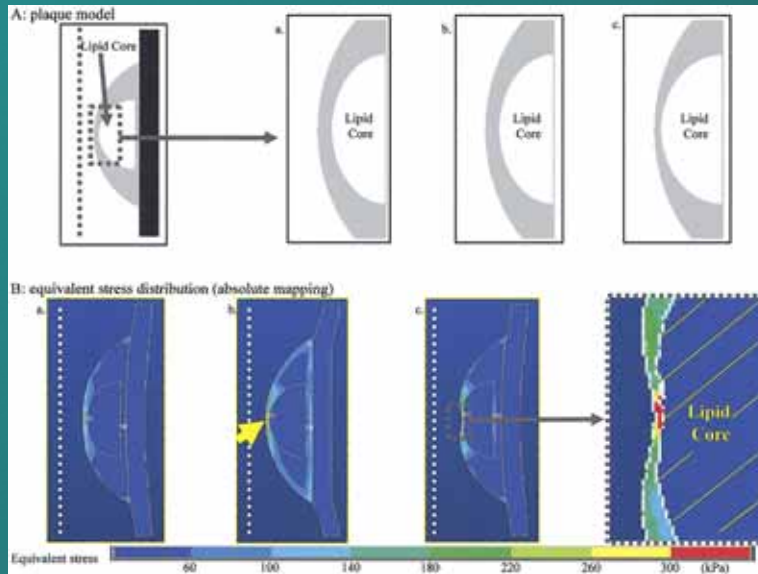 A: plaque model
Lipid Core
a.
Lipid
Core
b.
Lipid
Core
c.
Lipid
Core
B: equivalent stress distribution (absolute mapping)
a.
b.
c.
Lipid
Core
Equivalent stress
60 100 140 180 220 260 300 (kPa)